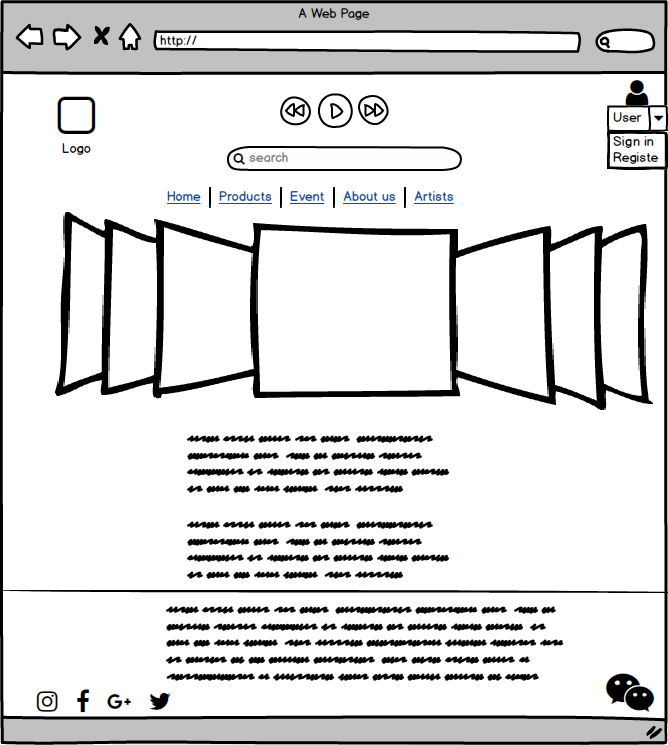 A Web Page
http://
User
Sign in
Registe
Logo
search
Home Products Event About us Artists
G+